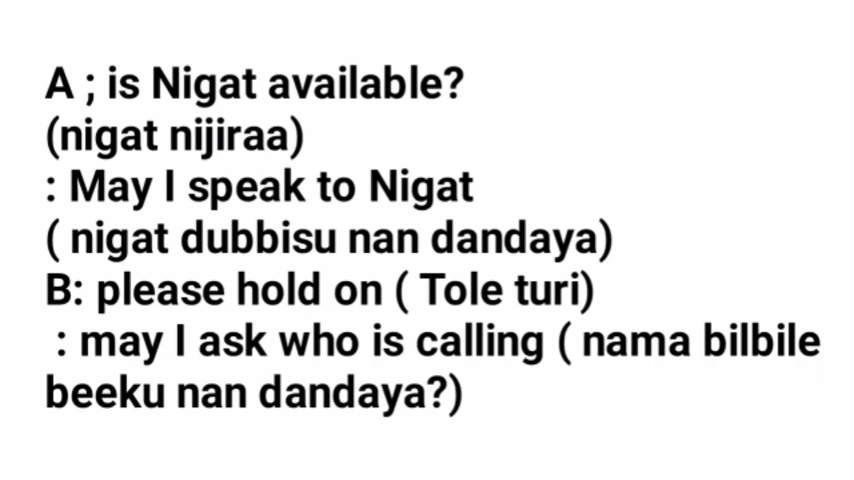 A ; is Nigat available?
(nigat nijiraa)
: May I speak to Nigat
( nigat dubbisu nan dandaya)
B: please hold on ( Tole turi)
: may I ask who is calling ( nama bilbile
beeku nan dandaya?)